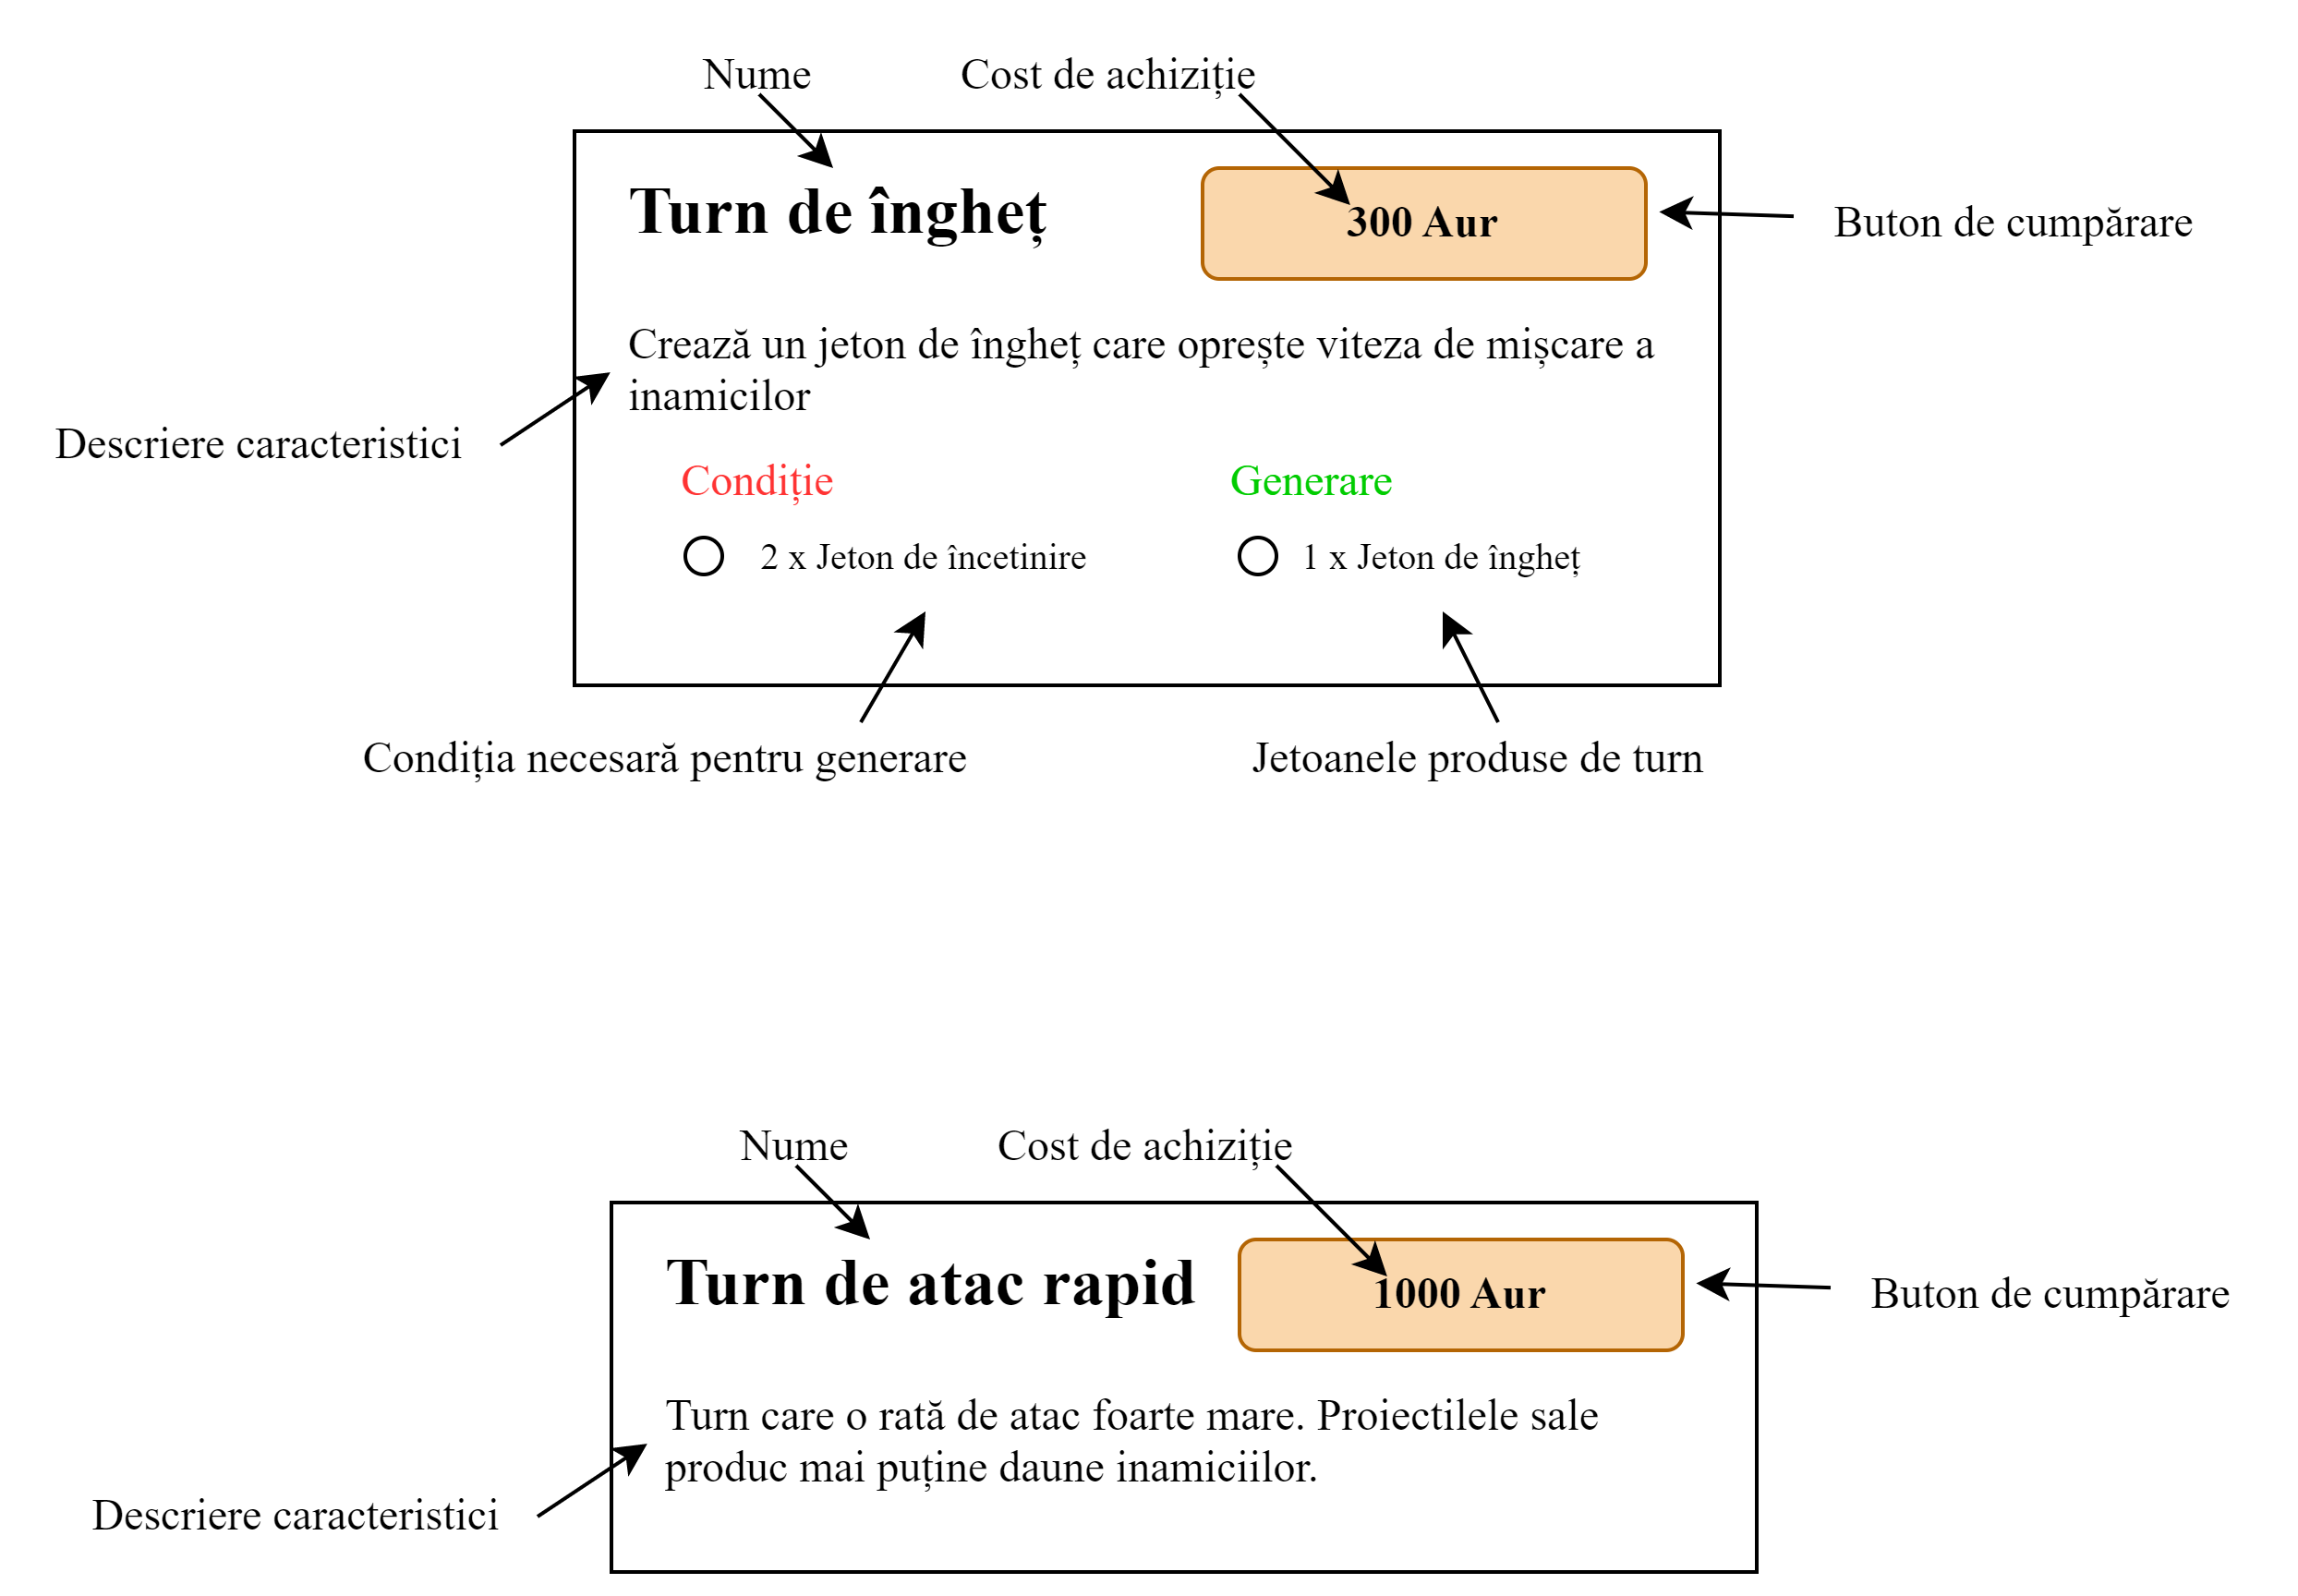 Nume
Cost de achiziție
Turn de îngheț
300 Aur
Buton de cumpărare
Crează un jeton de îngheț care oprește viteza de mișcare a
inamicilor
Descriere caracteristici
Condiție
Generare
2 x Jeton de încetinire
1 x Jeton de îngheț
Condiția necesară pentru generare
Jetoanele produse de turn
Nume
Cost de achiziție
Turn de atac rapid
1000 Aur
Buton de cumpărare
Turn care o rată de atac foarte mare. Proiectilele sale
produc mai puține daune inamiciilor.
Descriere caracteristici